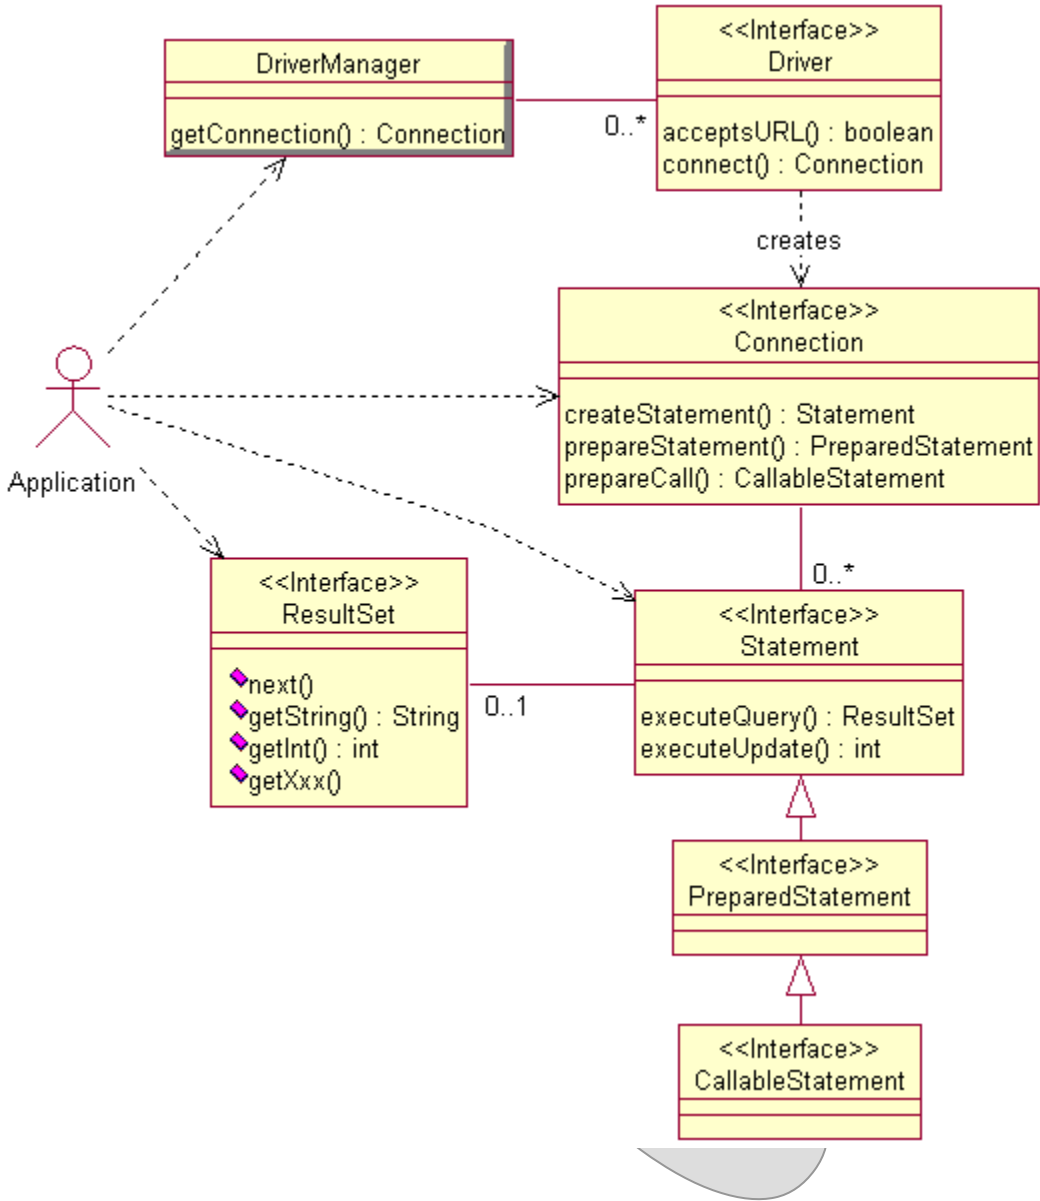 DriverManager
getConnection() : Connection
<<Interface>>
Driver
acceptsURL() : boolean
connect() : Connection
0..*
creates
<<Interface>>
Connection
createStatement() : Statement
prepareStatement() : PreparedStatement
prepareCall() : CallableStatement
Application
0..*
<<Interface>>
ResultSet
next()
getString() : String
getInt() : int
getXxx()
0..1
<<Interface>>
Statement
executeQuery() : ResultSet
executeUpdate() : int
<<Interface>>
PreparedStatement
<<Interface>>
CallableStatement